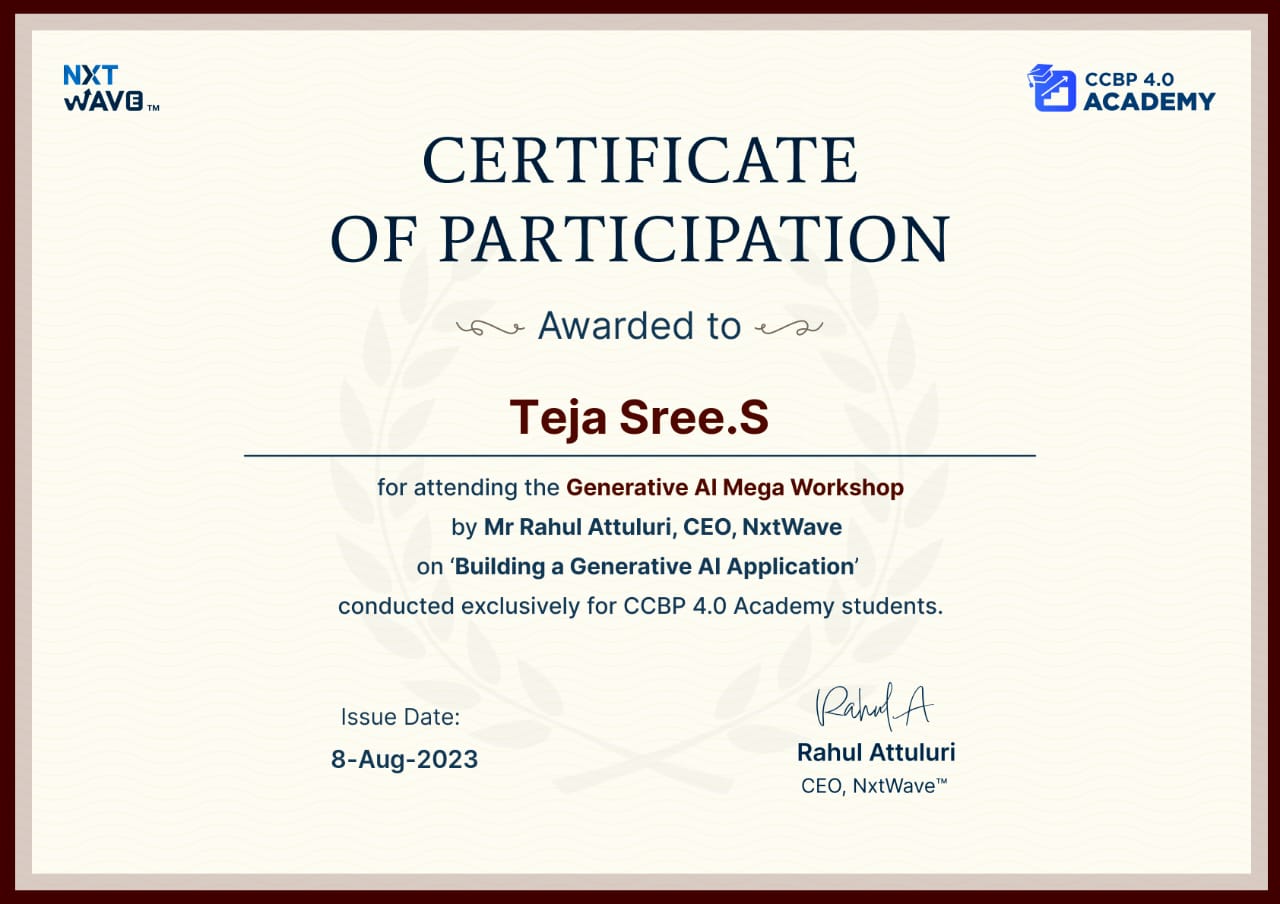 NXT
WAVE TM
CCBP 4.0
ACADEMY
CERTIFICATE
OF PARTICIPATION
Awarded to
Teja Sree.S
for attending the Generative AI Mega Workshop
by Mr Rahul Attuluri, CEO, NxtWave
on ‘Building a Generative AI Application’
conducted exclusively for CCBP 4.0 Academy students.
Issue Date:
8-Aug-2023
Rahul A
Rahul Attuluri
CEO, NxtWave™